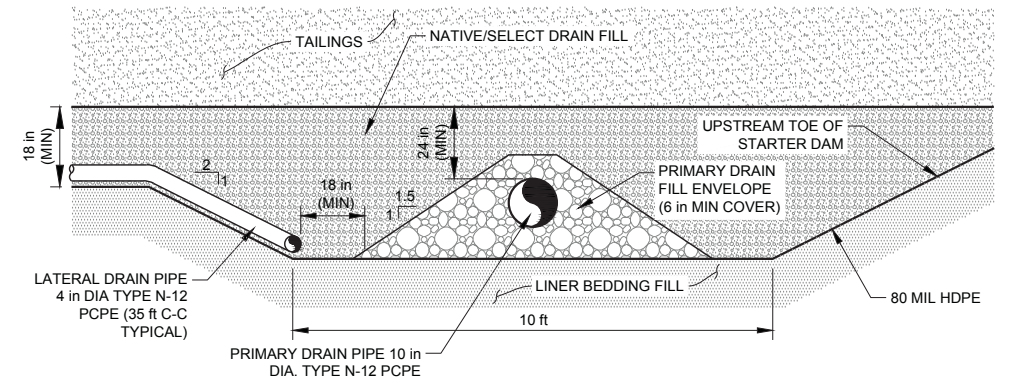 TAILINGS
NATIVE/SELECT DRAIN FILL
18 in
(MIN)
24 in
(MIN)
UPSTREAM TOE OF
STARTER DAM
2
1
18 in
(MIN)
1.5
1
PRIMARY DRAIN
FILL ENVELOPE
(6 in MIN COVER)
LATERAL DRAIN PIPE
4 in DIA TYPE N-12
PCPE (35 ft C-C
TYPICAL)
LINER BEDDING FILL
80 MIL HDPE
10 ft
PRIMARY DRAIN PIPE 10 in
DIA. TYPE N-12 PCPE